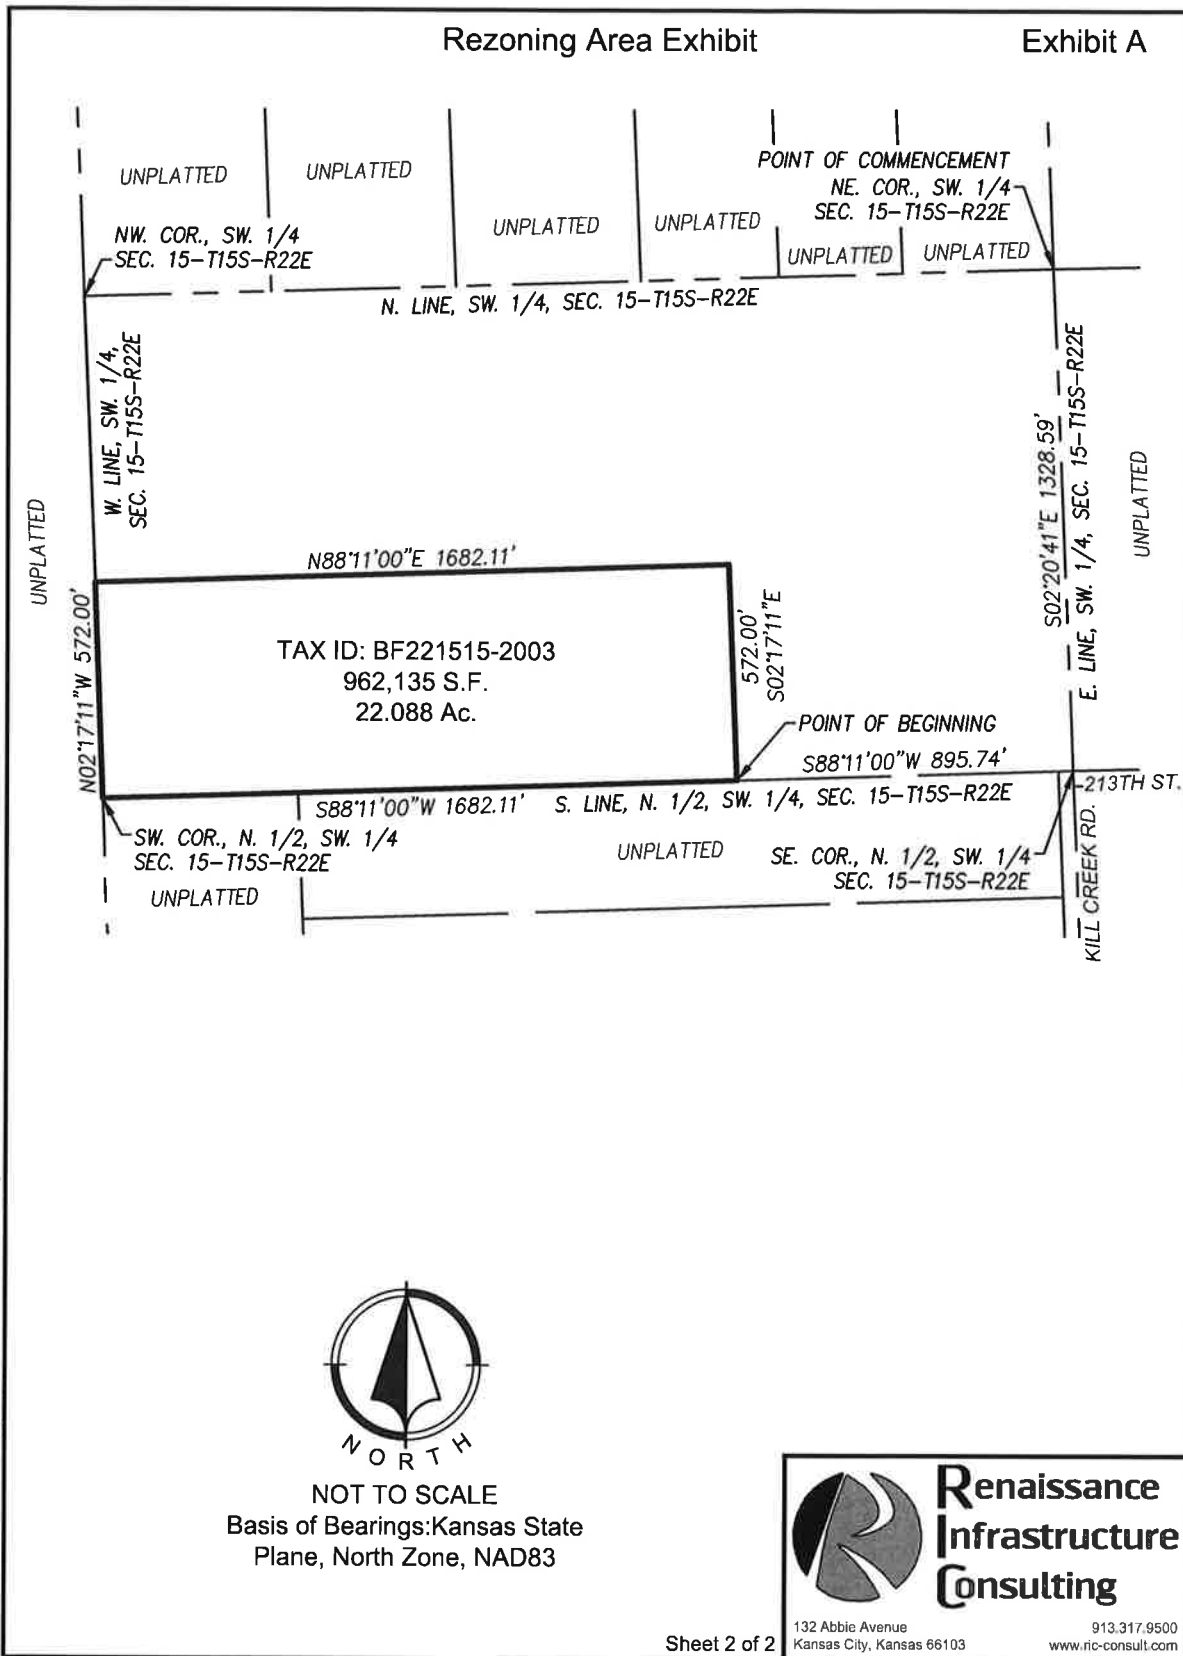 Rezoning Area Exhibit
Exhibit A
UNPLATTED
UNPLATTED
UNPLATTED
UNPLATTED
POINT OF COMMENCEMENT
NE. COR., SW. 1/4
SEC. 15-T15S-R22E
UNPLATTED
UNPLATTED
NW. COR., SW. 1/4
SEC. 15-T15S-R22E
N. LINE, SW. 1/4, SEC. 15-T15S-R22E
W. LINE, SW. 1/4,
SEC. 15-T15S-R22E
S02°20'41"E 1328.59'
E. LINE, SW. 1/4, SEC. 15-T15S-R22E
UNPLATTED
UNPLATTED
N88°11'00"E 1682.11'
N02°17'11"W 572.00'
TAX ID: BF221515-2003
962,135 S.F.
22.088 Ac.
572.00'
S02°17'11"E
POINT OF BEGINNING
S88°11'00"W 895.74'
213TH ST.
S88°11'00"W 1682.11'
S. LINE, N. 1/2, SW. 1/4, SEC. 15-T15S-R22E
SW. COR., N. 1/2, SW. 1/4
SEC. 15-T15S-R22E
UNPLATTED
UNPLATTED
SE. COR., N. 1/2, SW. 1/4
SEC. 15-T15S-R22E
KILL CREEK RD.
NORTH
NOT TO SCALE
Basis of Bearings:Kansas State
Plane, North Zone, NAD83
Sheet 2 of 2
Renaissance
Infrastructure
Consulting
132 Abbie Avenue
Kansas City, Kansas 66103
913.317.9500
www.ric-consult.com